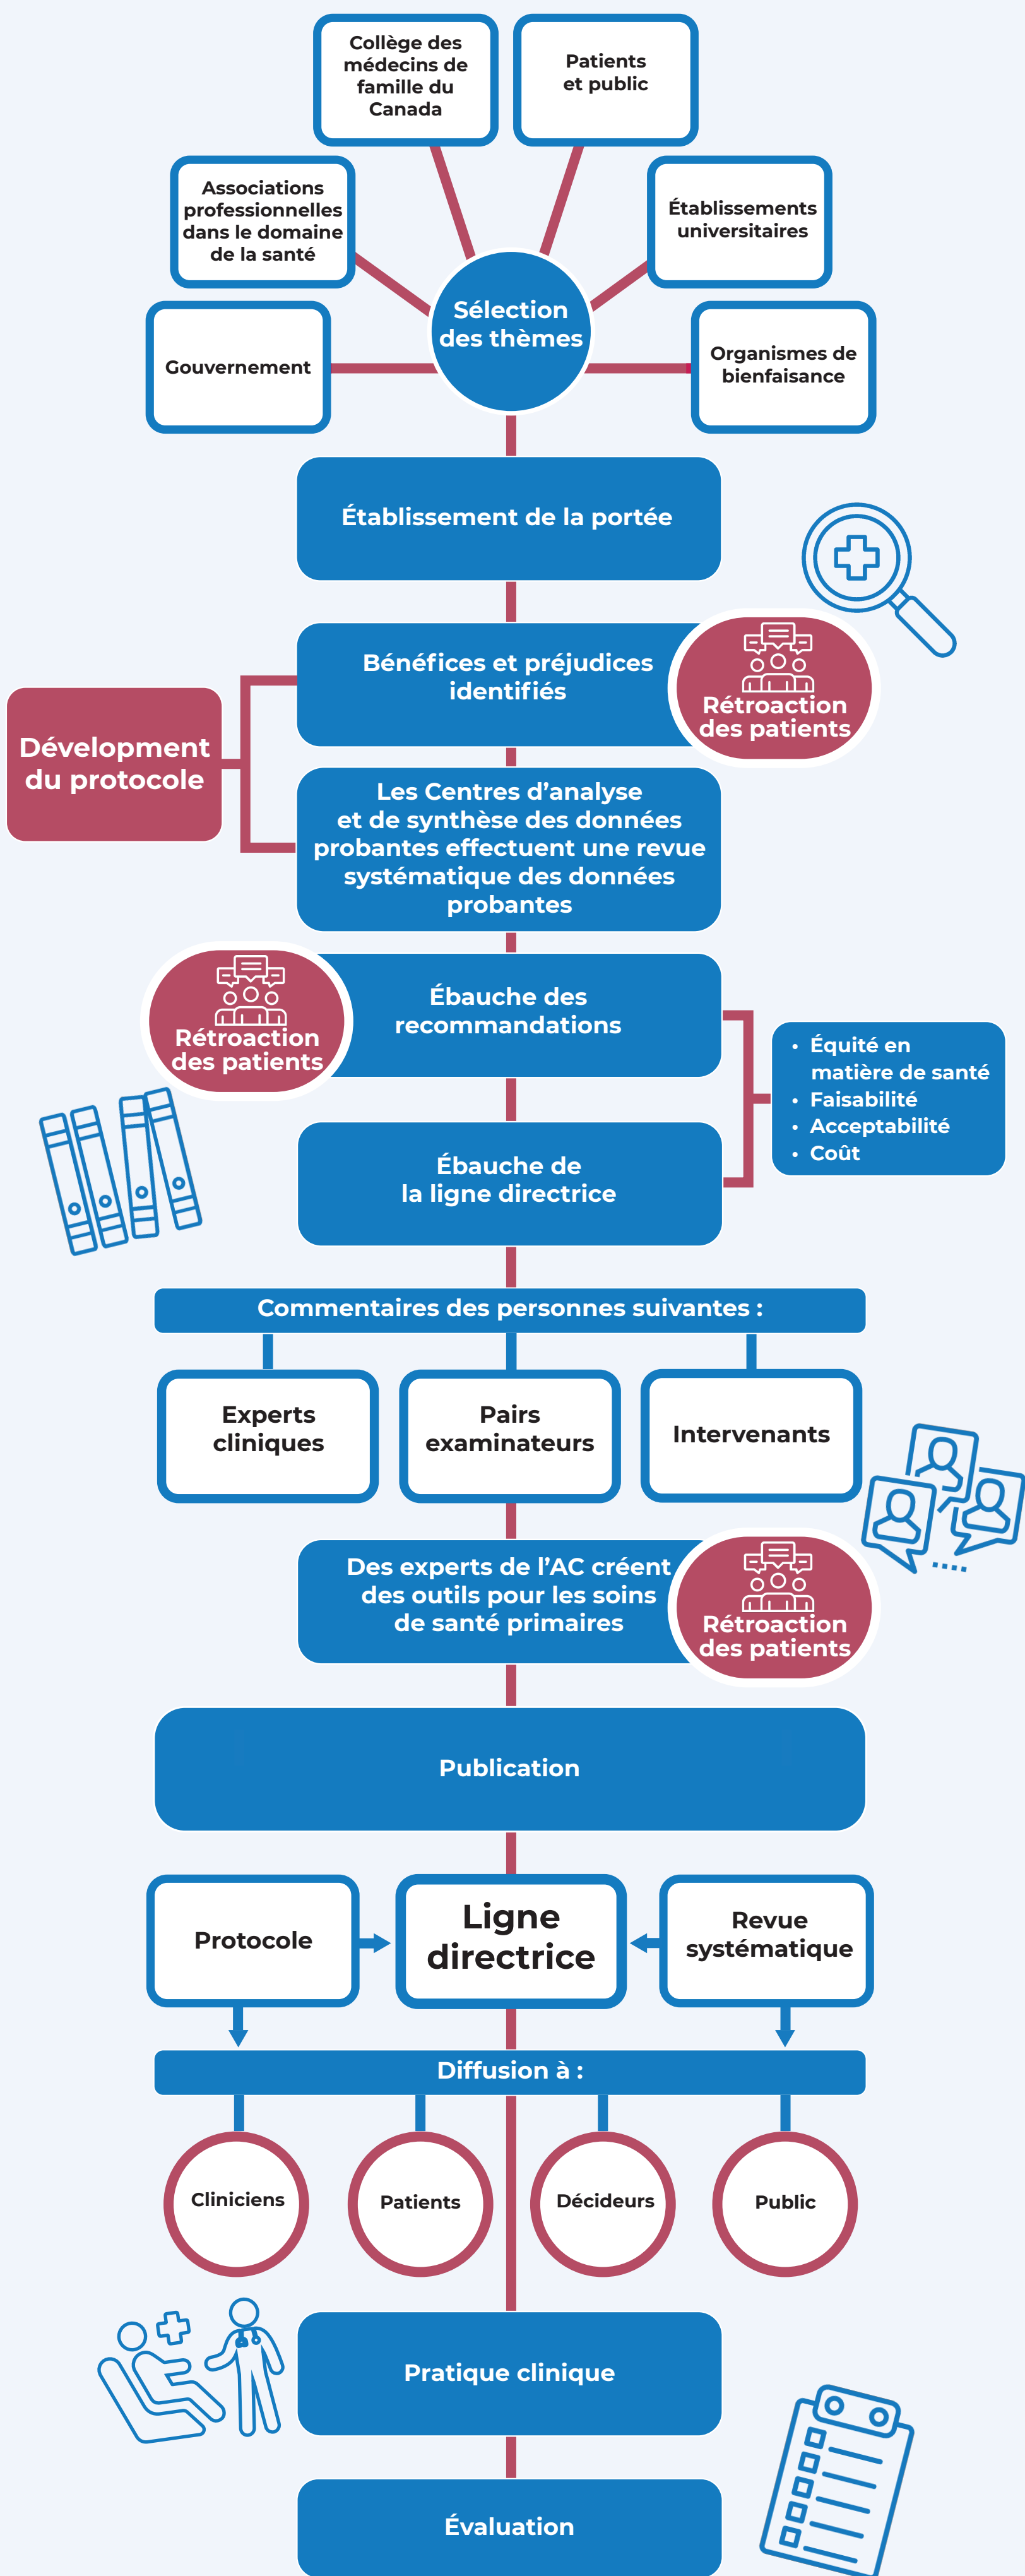 Collège des
médecins de
famille du
Canada
Patients
et public
Associations
professionnelles
dans le domaine
de la santé
Établissements
universitaires
Gouvernement
Sélection
des thèmes
Organismes de
bienfaisance
Établissement de la portée
Bénéfices et préjudices
identifiés
Rétroaction
des patients
Dévelopment
du protocole
Les Centres d’analyse
et de synthèse des données
probantes effectuent une revue
systématique des données
probantes
Rétroaction
des patients
Ébauche des
recommandations
• Équité en
matière de santé
• Faisabilité
• Acceptabilité
• Coût
Ébauche de
la ligne directrice
Commentaires des personnes suivantes :
Experts
cliniques
Pairs
examinateurs
Intervenants
Des experts de l’AC créent
des outils pour les soins
de santé primaires
Rétroaction
des patients
Publication
Protocole
Ligne
directrice
Revue
systématique
Diffusion à :
Cliniciens
Patients
Décideurs
Public
Pratique clinique
Évaluation